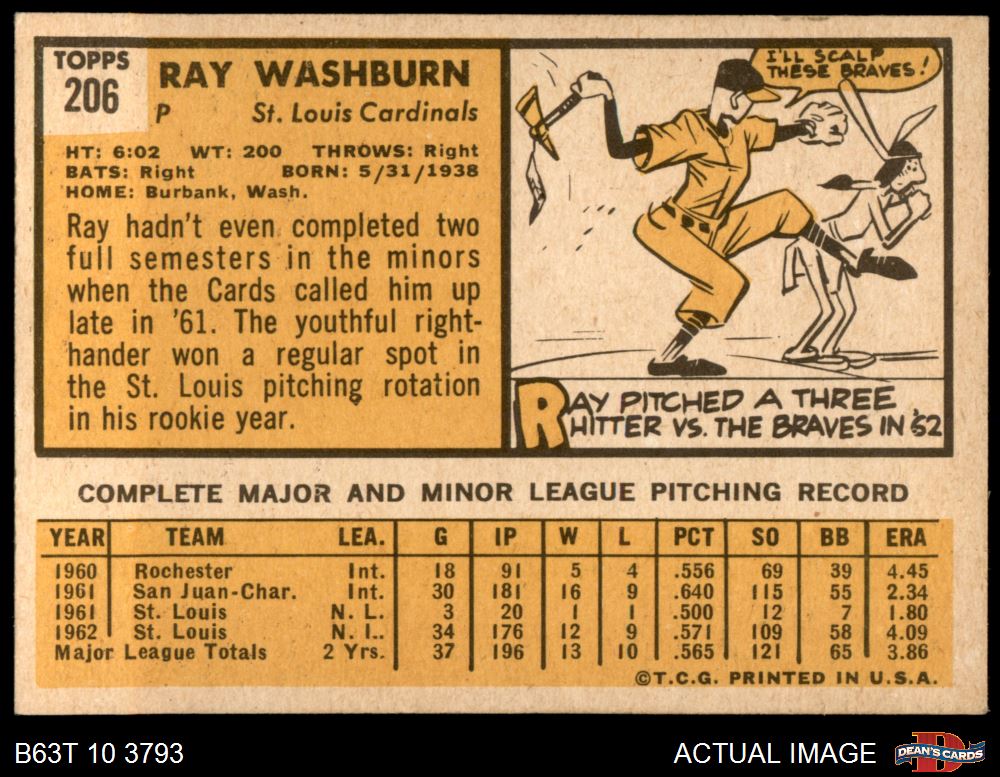 TOPPS
206
RAY WASHBURN
P St. Louis Cardinals
HT: 6:02 WT: 200 THROWS: Right
BATS: Right BORN: 5/31/1938
HOME: Burbank, Wash.
Ray hadn't even completed two
full semesters in the minors
when the Cards called him up
late in '61. The youthful right-
hander won a regular spot in
the St. Louis pitching rotation
in his rookie year.
I'LL SCALP
THESE BRAVES!
RAY PITCHED A THREE
HITTER VS. THE BRAVES IN '62
COMPLETE MAJOR AND MINOR LEAGUE PITCHING RECORD
YEAR TEAM LEA. G IP W L PCT SO BB ERA
1960 Rochester Int. 18 91 5 4 .556 69 39 4.45
1961 San Juan-Char. Int. 30 181 16 9 .640 115 55 2.34
1961 St. Louis N. L. 3 20 1 1 .500 12 7 1.80
1962 St. Louis N. L. 34 176 12 9 .571 109 58 4.09
Major League Totals 2 Yrs. 37 196 13 10 .565 121 65 3.86
©T.C.G. PRINTED IN U.S.A.
B63T 10 3793
ACTUAL IMAGE
D
DEAN'S CARDS